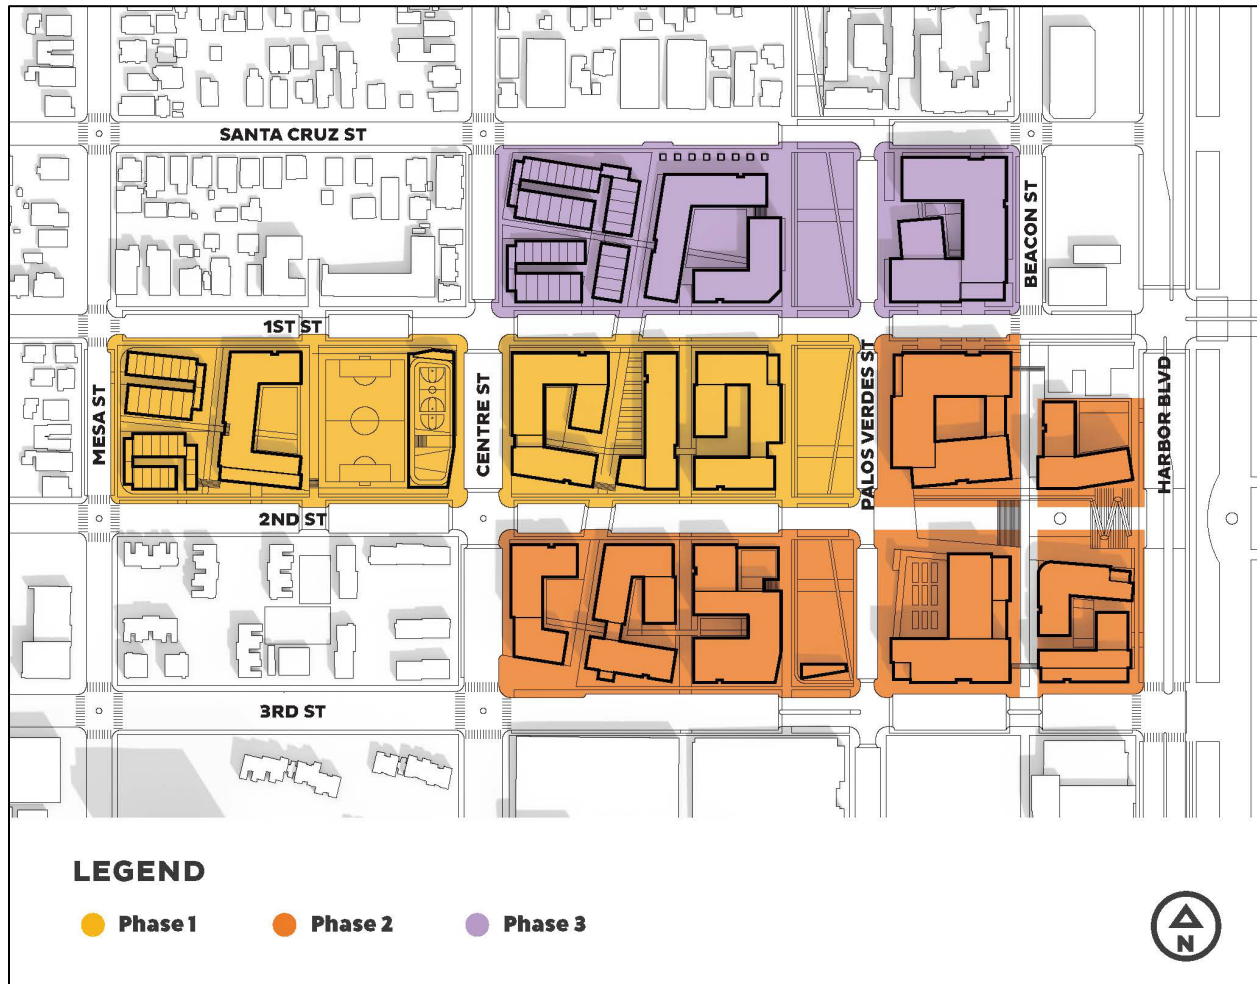 SANTA CRUZ ST
BEACON ST
1ST ST
MESA ST
CENTRE ST
PALOS VERDES ST
HARBOR BLVD
2ND ST
3RD ST
LEGEND
Phase 1
Phase 2
Phase 3
N